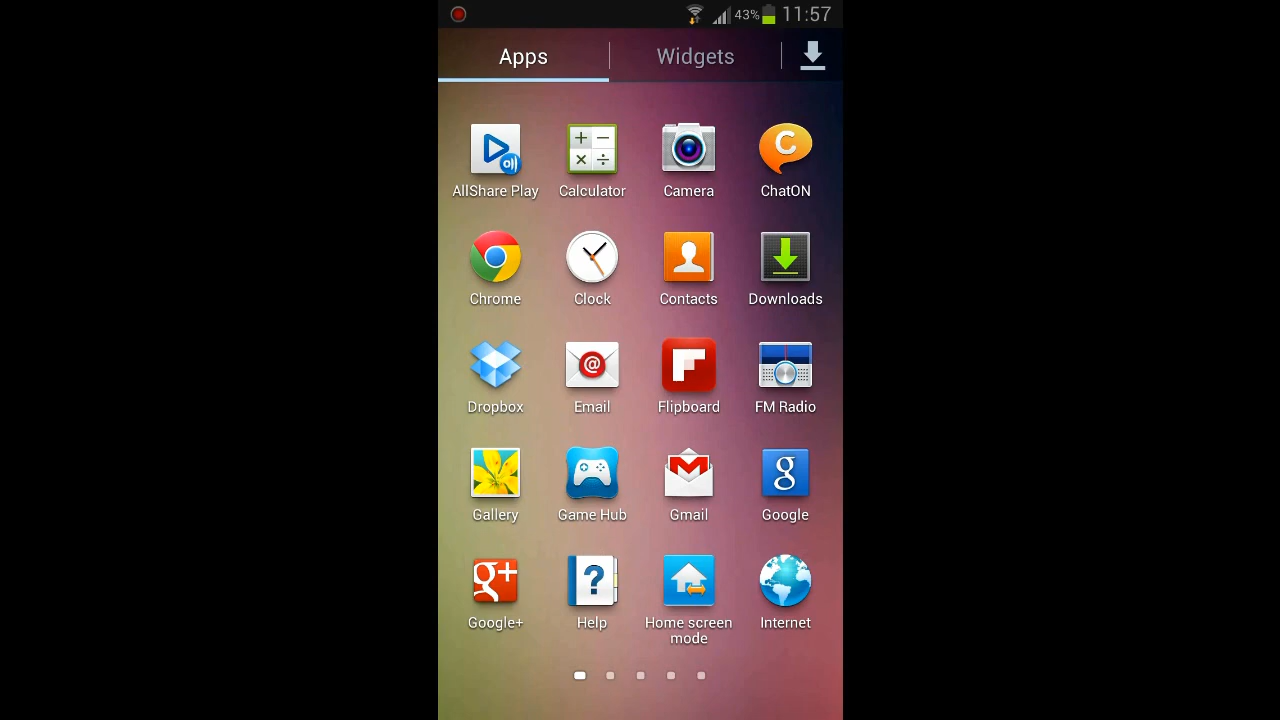 43% 11:57
Apps Widgets
AllShare Play Calculator Camera ChatON
Chrome Clock Contacts Downloads
Dropbox Email Flipboard FM Radio
Gallery Game Hub Gmail Google
Google+ Help Home screen mode Internet